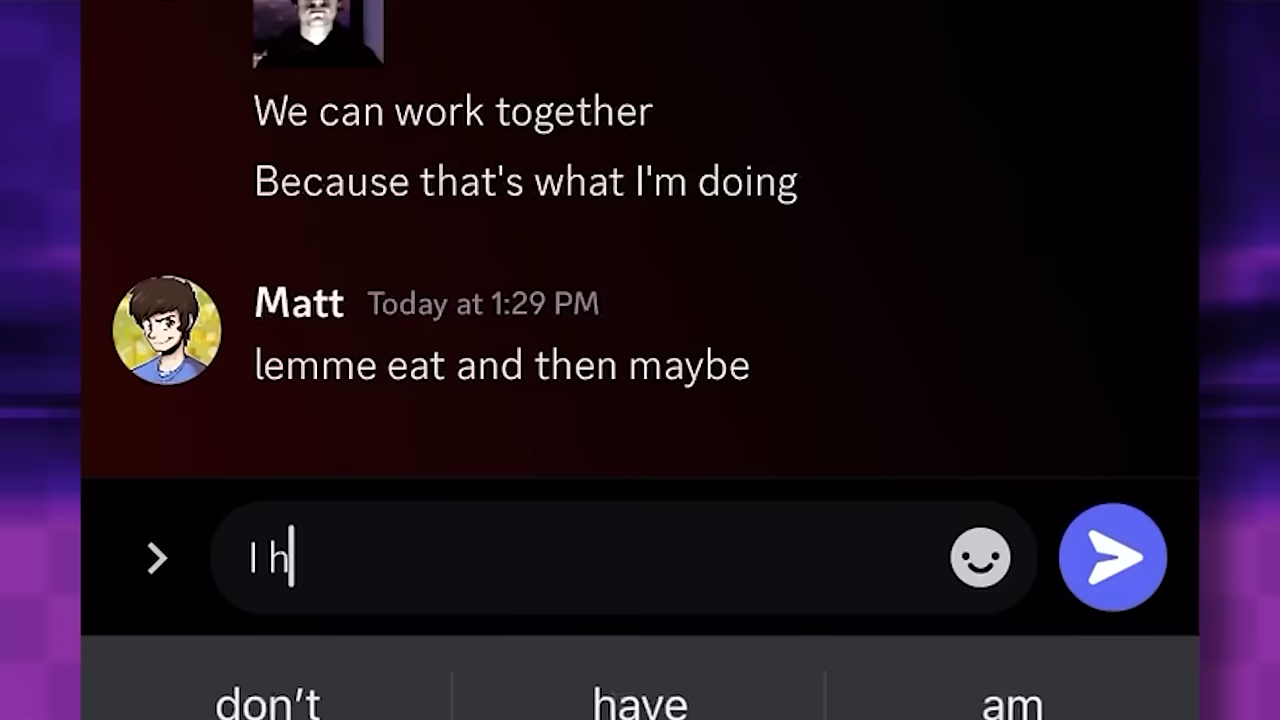 We can work together
Because that's what I'm doing
Matt Today at 1:29 PM
lemme eat and then maybe
I h
don't have am